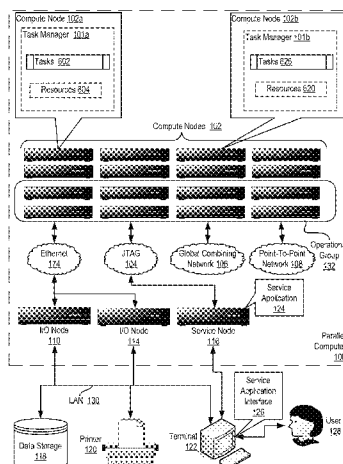 Compute Node 102a
Task Manager 101a
Tasks 602
Resources 604
Compute Node 102b
Task Manager 101b
Tasks 626
Resources 620
Compute Nodes 102
Ethernet
174
JTAG
104
Global Combining
Network 106
Point-To-Point
Network 108
Operational
Group
132
Service
Application
124
I/O Node
110
I/O Node
114
Service Node
116
Parallel
LAN 130
Service
Application
Interface
126
Data Storage
118
Printer
120
Terminal
122
User
128